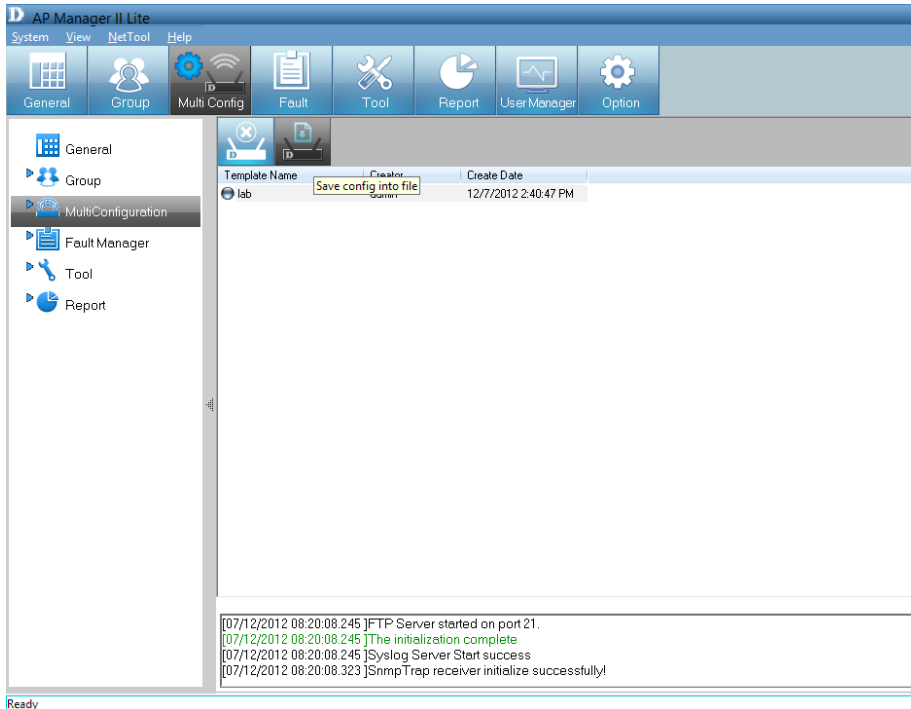 D AP Manager II Lite
System View NetTool Help
General Group Multi Config Fault Tool Report User Manager Option
D D D
General
Group
MultiConfiguration
Fault Manager
Tool
Report
Template Name Creator Create Date
Save config into file
lab admin 12/7/2012 2:40:47 PM
[07/12/2012 08:20:08.245 ]FTP Server started on port 21.
[07/12/2012 08:20:08.245 ]The initialization complete
[07/12/2012 08:20:08.245 ]Syslog Server Start success
[07/12/2012 08:20:08.323 ]SnmpTrap receiver initialize successfully!
Ready